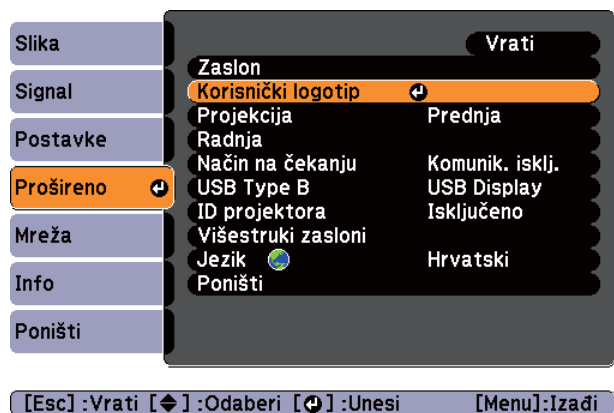 Slika
Signal
Postavke
Prošireno
Mreža
Info
Poništi
Vrati
Zaslon
Korisnički logotip
Projekcija Prednja
Radnja
Način na čekanju Komunik. isklj.
USB Type B USB Display
ID projektora Isključeno
Višestruki zasloni
Jezik Hrvatski
Poništi
[Esc] :Vrati [◆] :Odaberi [↵] :Unesi [Menu]:Izađi